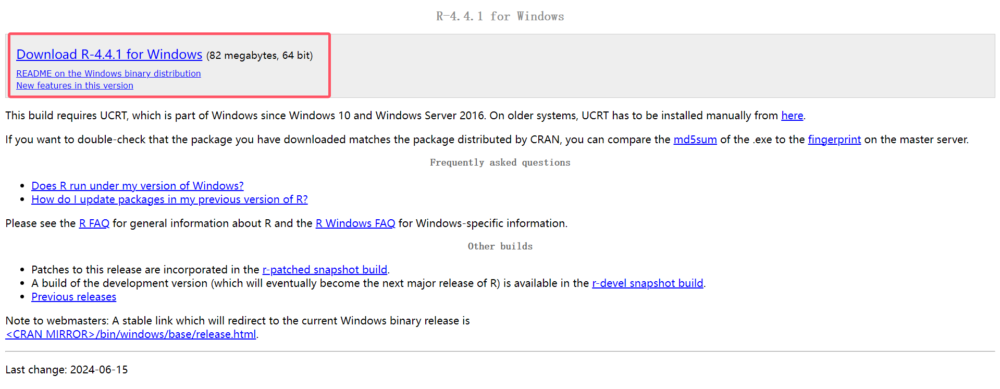 R-4.4.1 for Windows
Download R-4.4.1 for Windows (82 megabytes, 64 bit)
README on the Windows binary distribution
New features in this version
This build requires UCRT, which is part of Windows since Windows 10 and Windows Server 2016. On older systems, UCRT has to be installed manually from here.
If you want to double-check that the package you have downloaded matches the package distributed by CRAN, you can compare the md5sum of the .exe to the fingerprint on the master server.
Frequently asked questions
• Does R run under my version of Windows?
• How do I update packages in my previous version of R?
Please see the R FAQ for general information about R and the R Windows FAQ for Windows-specific information.
Other builds
• Patches to this release are incorporated in the r-patched snapshot build.
• A build of the development version (which will eventually become the next major release of R) is available in the r-devel snapshot build.
• Previous releases
Note to webmasters: A stable link which will redirect to the current Windows binary release is
<CRAN MIRROR>/bin/windows/base/release.html.
Last change: 2024-06-15